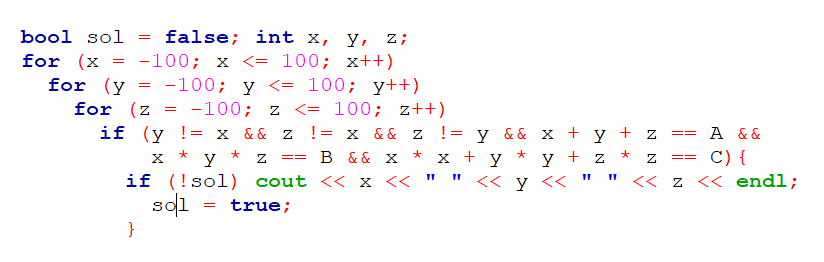 bool sol = false; int x, y, z;
for (x = -100; x <= 100; x++)
for (y = -100; y <= 100; y++)
for (z = -100; z <= 100; z++)
if (y != x && z != x && z != y && x + y + z == A &&
x * y * z == B && x * x + y * y + z * z == C){
if (!sol) cout << x << " " << y << " " << z << endl;
sol = true;
}